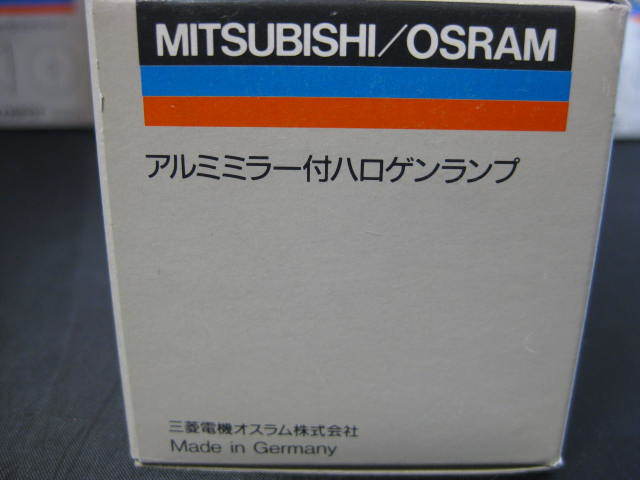 MITSUBISHI/OSRAM
アルミミラー付ハロゲンランプ
三菱電機オスラム株式会社
Made in Germany